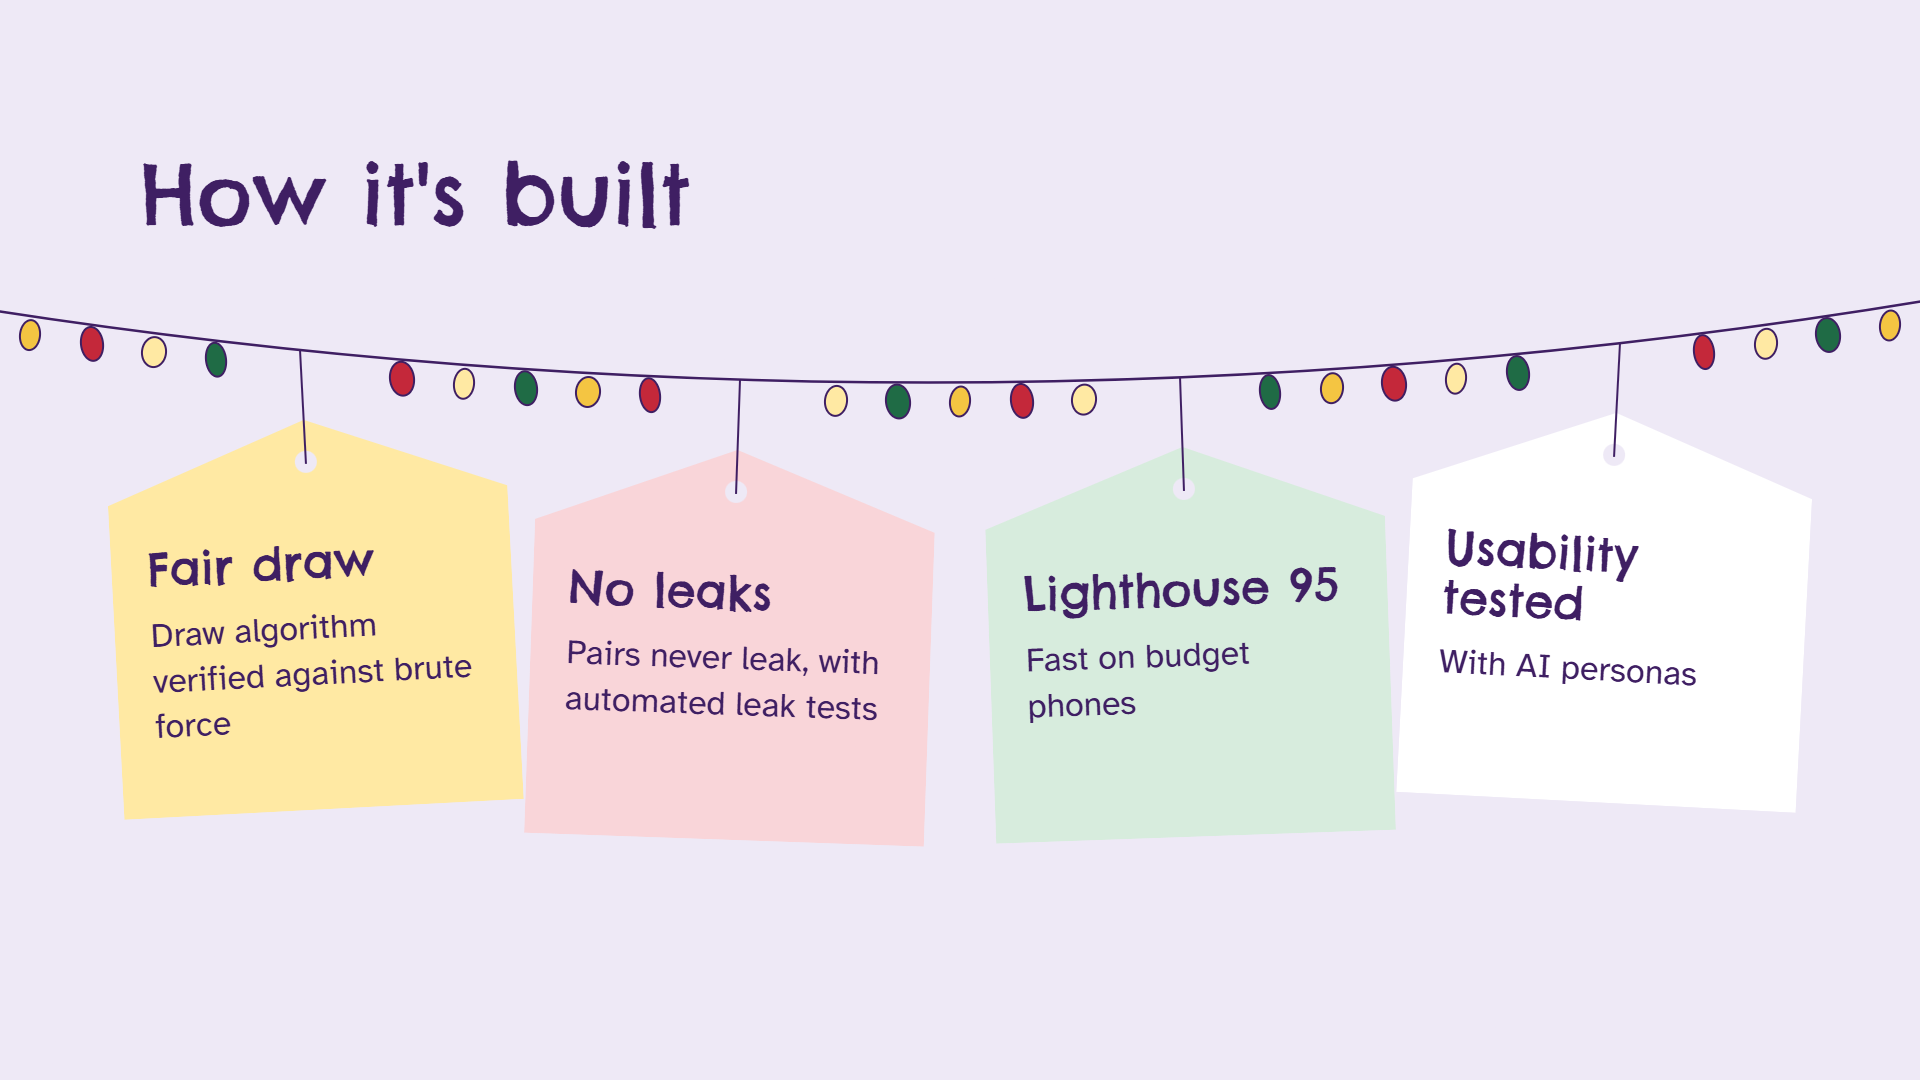 How it's built
Fair draw
Draw algorithm
verified against brute
force
No leaks
Pairs never leak, with
automated leak tests
Lighthouse 95
Fast on budget
phones
Usability
tested
With AI personas